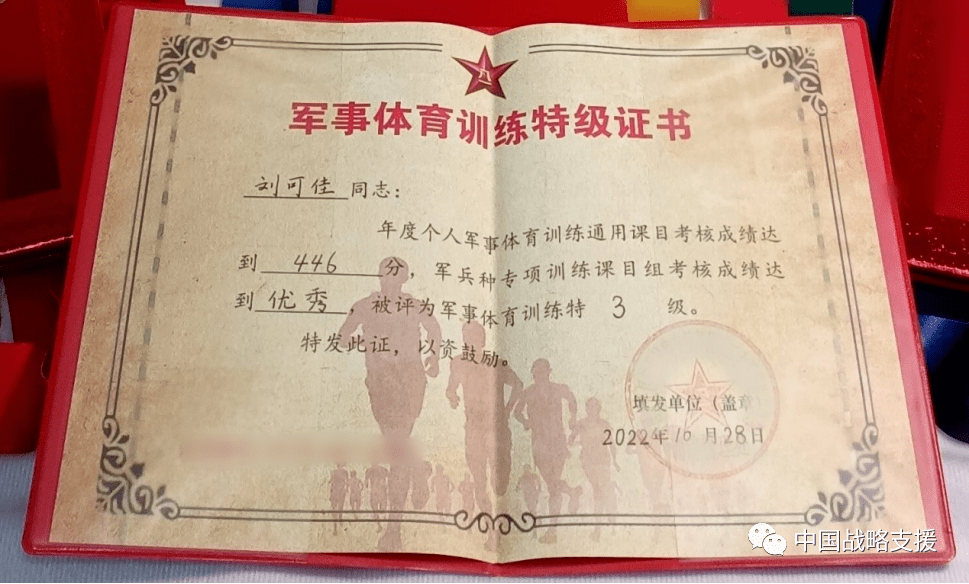 军事体育训练特级证书
刘可佳同志：
年度个人军事体育训练通用课目考核成绩达
到446分，军兵种专项训练课目组考核成绩达
到优秀，被评为军事体育训练特3级。
特发此证，以资鼓励。
填发单位（盖章）
2022年10月28日
中国战略支援